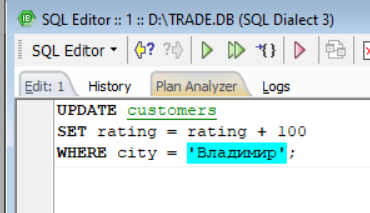 SQL Editor :: 1 :: D:\TRADE.DB (SQL Dialect 3)
SQL Editor
Edit: 1 History Plan Analyzer Logs
UPDATE customers
SET rating = rating + 100
WHERE city = 'Владимир';